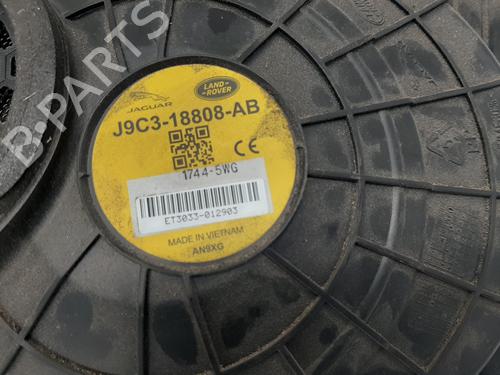 B-PARTS
JAGUAR
LAND-
ROVER
J9C3-18808-AB
CE
1744-5WG
ET3033-012903
MADE IN VIETNAM
AN9XG